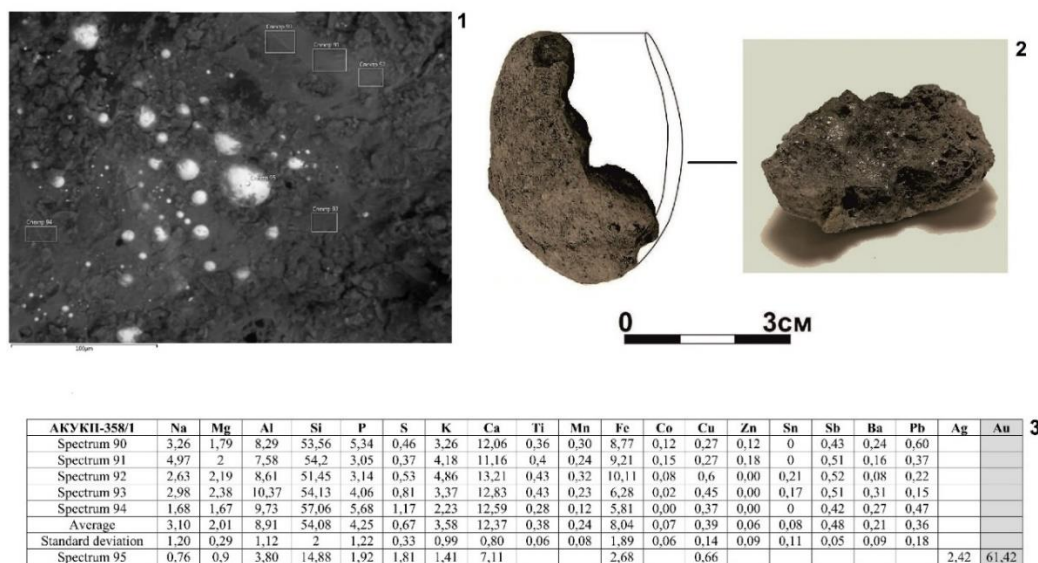 1
2
Спектр 95
100μm
0 3СМ
3
АКУКП-358/1 Na Mg Al Si P S K Ca Ti Mn Fe Co Cu Zn Sn Sb Ba Pb Ag Au
Spectrum 90 3,26 1,79 8,29 53,56 5,34 0,46 3,26 12,06 0,36 0,30 8,77 0,12 0,27 0,12 0 0,43 0,24 0,60
Spectrum 91 4,97 2 7,58 54,2 3,05 0,37 4,18 11,16 0,4 0,24 9,21 0,15 0,27 0,18 0 0,51 0,16 0,37
Spectrum 92 2,63 2,19 8,61 51,45 3,14 0,53 4,86 13,21 0,43 0,32 10,11 0,08 0,6 0,00 0,21 0,52 0,08 0,22
Spectrum 93 2,98 2,38 10,37 54,13 4,06 0,81 3,37 12,83 0,43 0,23 6,28 0,02 0,45 0,00 0,17 0,51 0,31 0,15
Spectrum 94 1,68 1,67 9,73 57,06 5,68 1,17 2,23 12,59 0,28 0,12 5,81 0,00 0,37 0,00 0 0,42 0,27 0,47
Average 3,10 2,01 8,91 54,08 4,25 0,67 3,58 12,37 0,38 0,24 8,04 0,07 0,39 0,06 0,08 0,48 0,21 0,36
Standard deviation 1,20 0,29 1,12 2 1,22 0,33 0,99 0,80 0,06 0,08 1,89 0,06 0,14 0,09 0,11 0,05 0,09 0,18
Spectrum 95 0,76 0,9 3,80 14,88 1,92 1,81 1,41 7,11 2,68 0,66 2,42 61,42